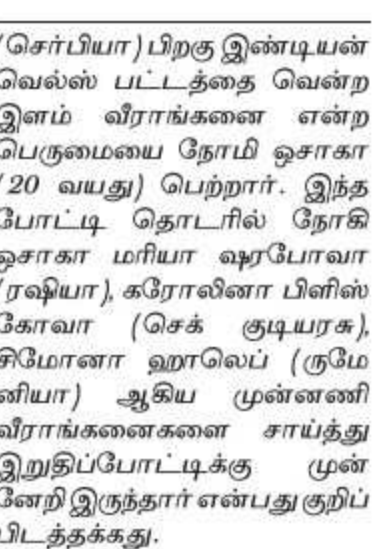 (செர்பியா) பிறகு இண்டியன்
வெல்ஸ் பட்டத்தை வென்ற
இளம் வீராங்கனை என்ற
பெருமையை நேமி ஒசாகா
(20 வயது) பெற்றார். இந்த
போட்டி தொடரில் நேகி
ஒசாகா மரியா ஷரபோவா
(ரஷியா), கரோலினா பிளிஸ்
கோவா (செக் குடியரசு),
சிமோனா ஹாலெப் (ருமே
னியா) ஆகிய முன்னணி
வீராங்கனைகளை சாய்த்து
இறுதிப்போட்டிக்கு முன்
னேறி இருந்தார் என்பது குறிப்
பிடத்தக்கது.